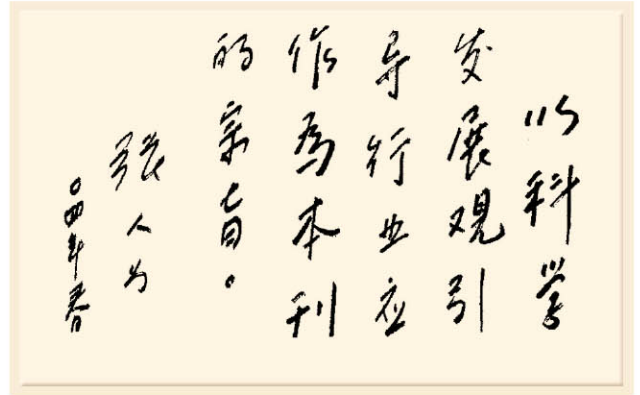 以科学
发展观引
导行业应
作为本刊
的宗旨。
张人为
〇四年春